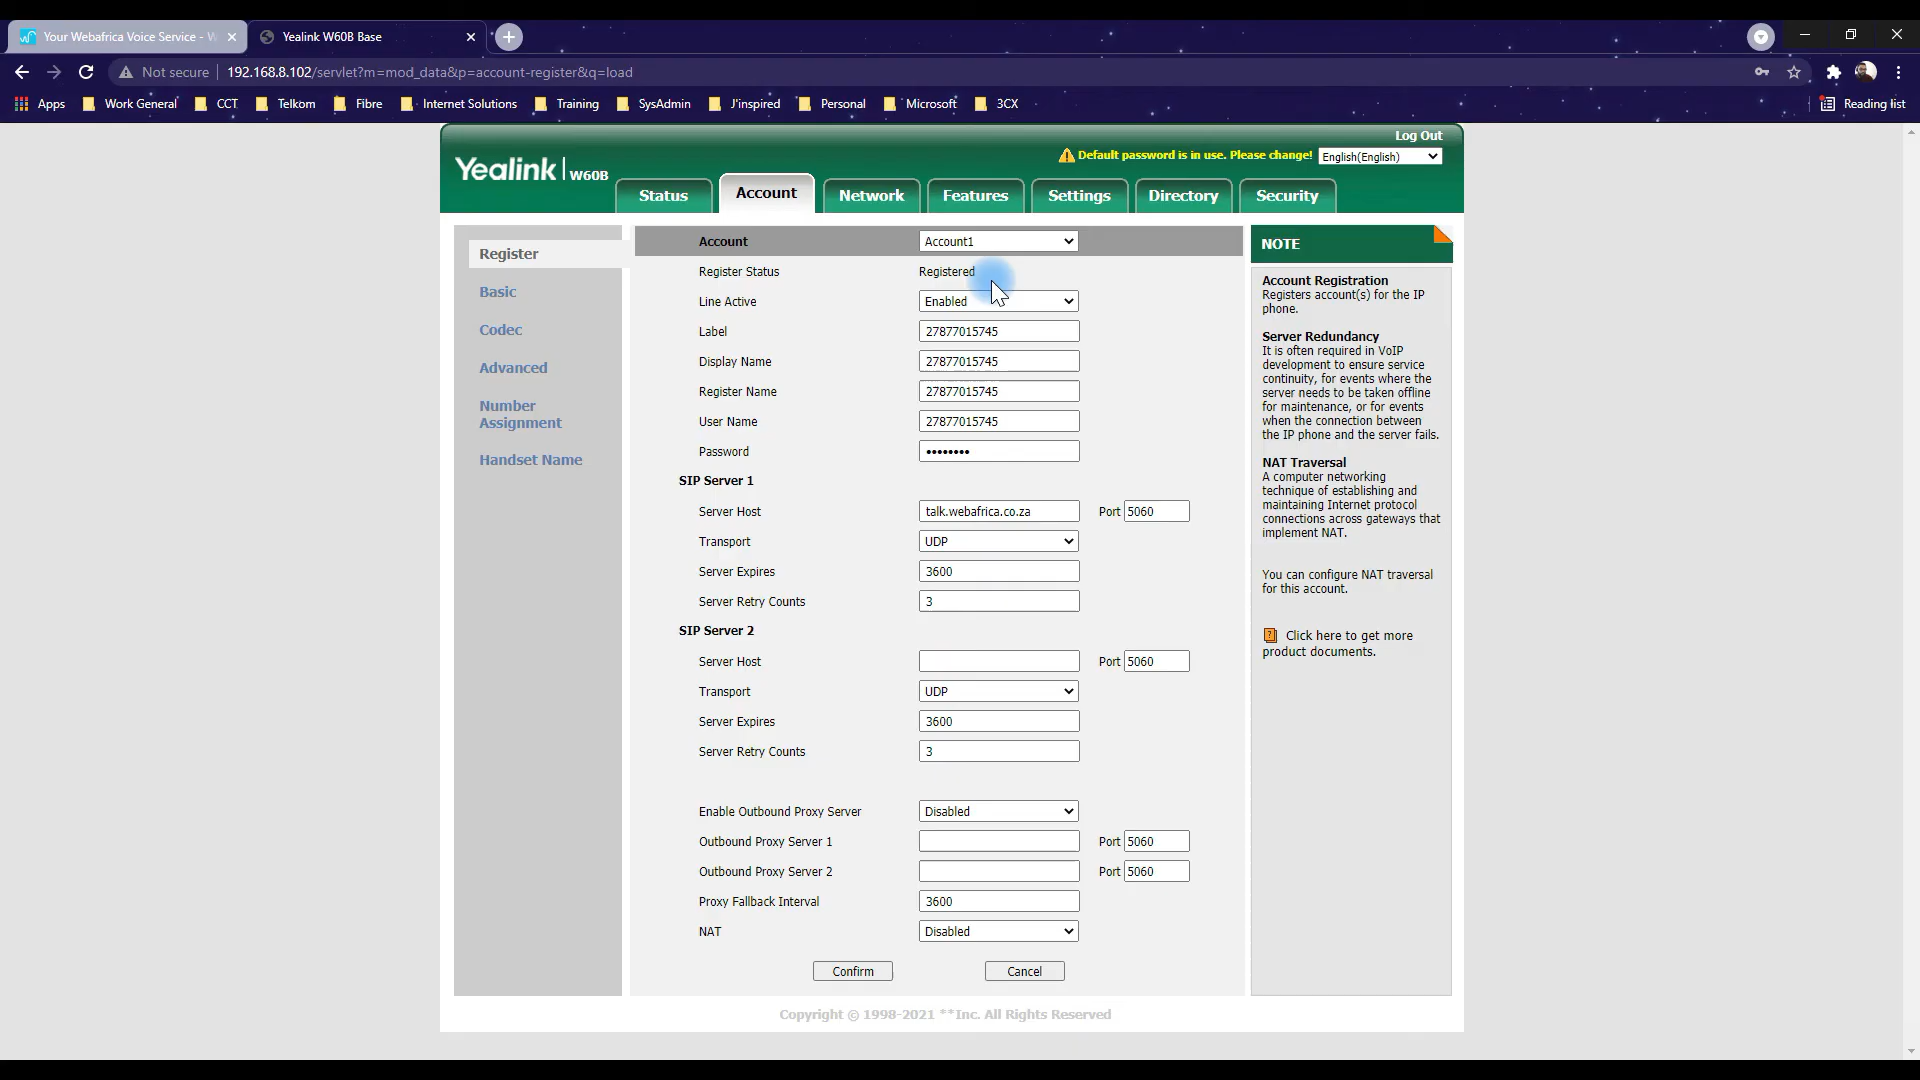 Your Webafrica Voice Service - W
Yealink W60B Base
Not secure 192.168.8.102/servlet?m=mod_data&p=account-register&q=load
Apps Work General CCT Telkom Fibre Internet Solutions Training SysAdmin J'inspired Personal Microsoft 3CX Reading list
Log Out
Default password is in use. Please change! English(English)
Yealink W60B
Status Account Network Features Settings Directory Security
Register
Basic
Codec
Advanced
Number
Assignment
Handset Name
Account Account1
Register Status Registered
Line Active Enabled
Label 27877015745
Display Name 27877015745
Register Name 27877015745
User Name 27877015745
Password ••••••••
SIP Server 1
Server Host talk.webafrica.co.za Port 5060
Transport UDP
Server Expires 3600
Server Retry Counts 3
SIP Server 2
Server Host Port 5060
Transport UDP
Server Expires 3600
Server Retry Counts 3
Enable Outbound Proxy Server Disabled
Outbound Proxy Server 1 Port 5060
Outbound Proxy Server 2 Port 5060
Proxy Fallback Interval 3600
NAT Disabled
Confirm Cancel
NOTE
Account Registration
Registers account(s) for the IP
phone.
Server Redundancy
It is often required in VoIP
development to ensure service
continuity, for events where the
server needs to be taken offline
for maintenance, or for events
when the connection between
the IP phone and the server fails.
NAT Traversal
A computer networking
technique of establishing and
maintaining Internet protocol
connections across gateways that
implement NAT.
You can configure NAT traversal
for this account.
Click here to get more
product documents.
Copyright © 1998-2021 **Inc. All Rights Reserved